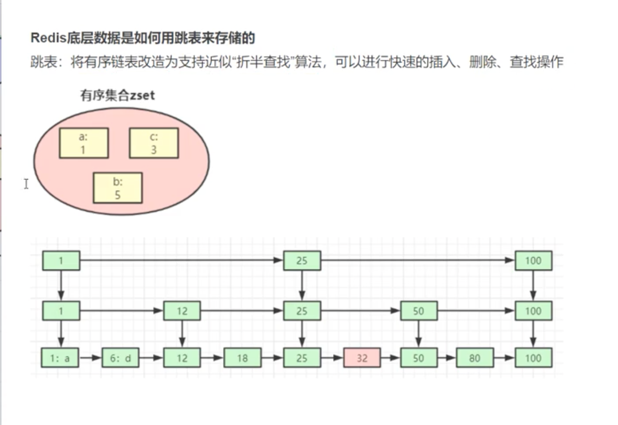 Redis底层数据是如何用跳表来存储的
跳表：将有序链表改造为支持近似“折半查找”算法，可以进行快速的插入、删除、查找操作
有序集合zset
a:
1
c:
3
b:
5
1 25 100
1 12 25 50 100
1: a 6: d 12 18 25 32 50 80 100